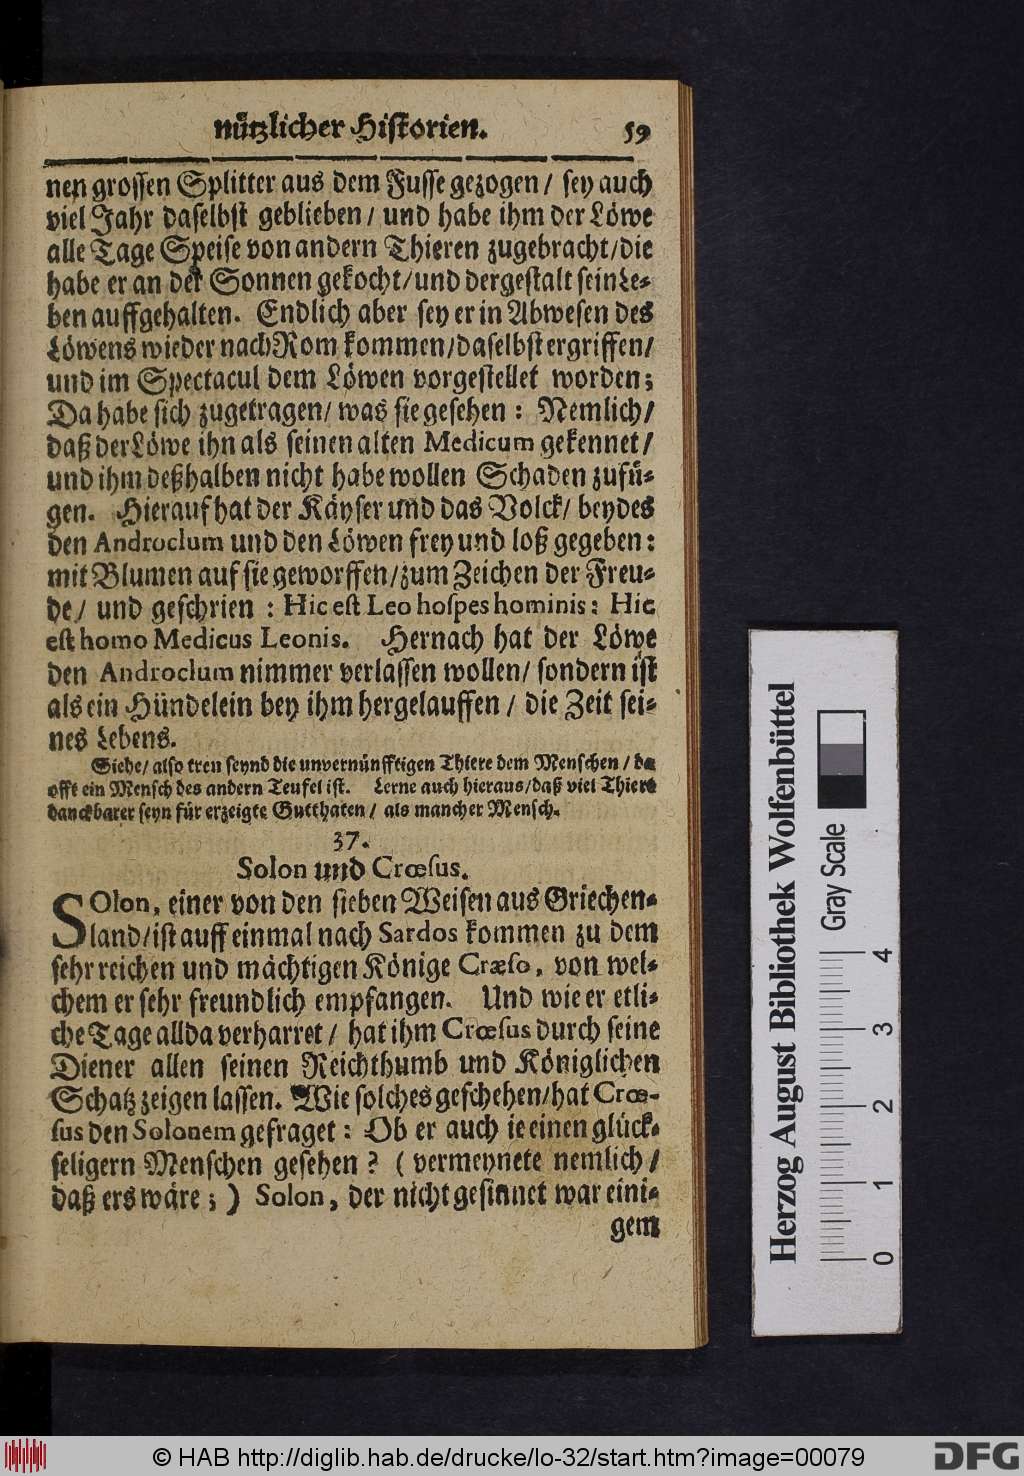 nützlicher Historien. 59
nen grossen Splitter aus dem Fusse gezogen / sey auch
viel Jahr daselbst geblieben / und habe ihm der Löwe
alle Tage Speise von andern Thieren zugebracht / die
habe er an der Sonnen gekocht / und dergestalt sein Le-
ben auffgehalten. Endlich aber sey er in Abwesen des
Löwens wieder nach Rom kommen / daselbst ergriffen /
und im Spectacul dem Löwen vorgestellet worden;
Da habe sich zugetragen / was sie gesehen : Nemlich /
daß der Löwe ihn als seinen alten Medicum gekennet /
und ihm deßhalben nicht habe wollen Schaden zufü-
gen. Hierauf hat der Käyser und das Volck / beydes
den Androclum und den Löwen frey und loß gegeben :
mit Blumen auf sie geworffen / zum Zeichen der Freu-
de / und geschrien : Hic est Leo hospes hominis : Hic
est homo Medicus Leonis. Hernach hat der Löwe
den Androclum nimmer verlassen wollen / sondern ist
als ein Hündelein bey ihm hergelauffen / die Zeit sei-
nes Lebens.
Siehe / also treu seynd die unvernünfftigen Thiere dem Menschen / da
offt ein Mensch des andern Teufel ist. Lerne auch hieraus / daß viel Thiere
danckbarer seyn für erzeigte Gutthaten / als mancher Mensch.
37.
Solon und Crœsus.
SOlon, einer von den sieben Weisen aus Griechen-
land / ist auff einmal nach Sardos kommen zu dem
sehr reichen und mächtigen Könige Cræso, von wel-
chem er sehr freundlich empfangen. Und wie er etli-
che Tage allda verharret / hat ihm Crœsus durch seine
Diener allen seinen Reichthumb und Königlichen
Schatz zeigen lassen. Wie solches geschehen / hat Crœ-
sus den Solonem gefraget : Ob er auch ie einen glück-
seligern Menschen gesehen ? ( vermeynete nemlich /
daß ers wäre ; ) Solon, der nicht gesinnet war eini-
gem
Herzog August Bibliothek Wolfenbüttel
Gray Scale
0 1 2 3 4
© HAB http://diglib.hab.de/drucke/lo-32/start.htm?image=00079
DFG